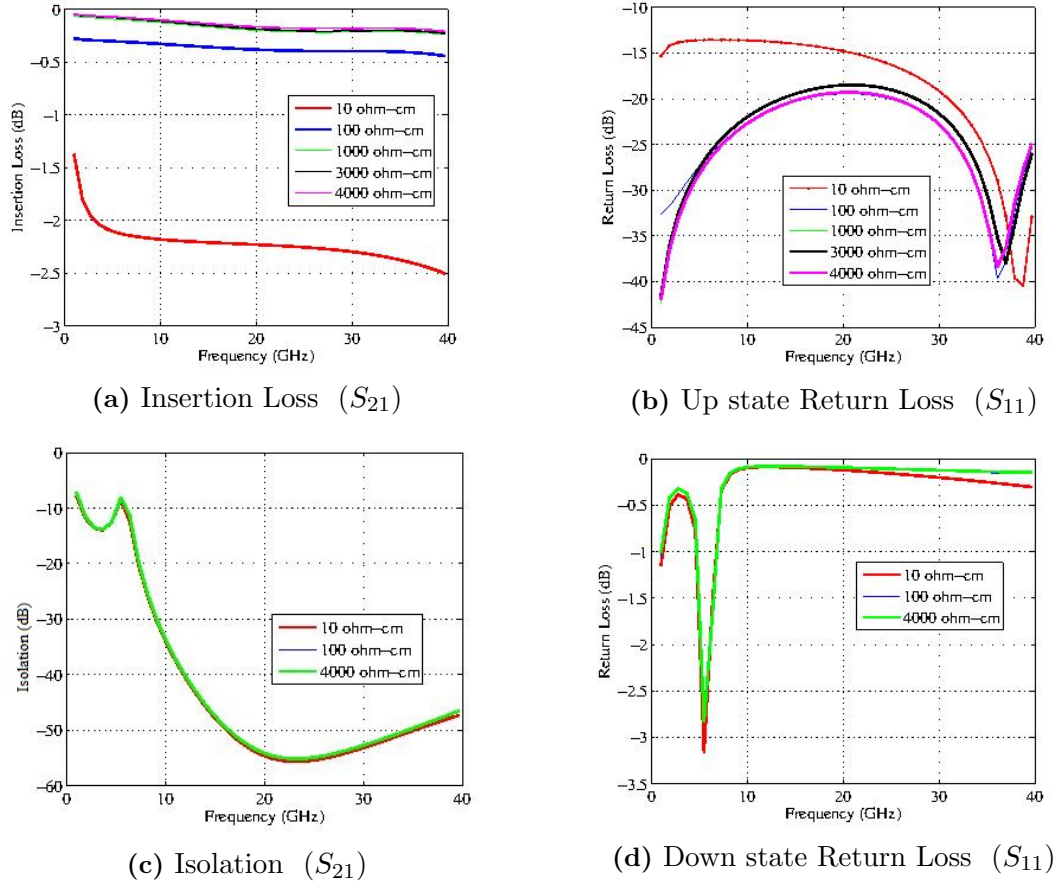 0
−0.5
−1
−1.5
−2
−2.5
−3
Insertion Loss (dB)
10 ohm−cm
100 ohm−cm
1000 ohm−cm
3000 ohm−cm
4000 ohm−cm
0 10 20 30 40
Frequency (GHz)
(a) Insertion Loss (S21)
−10
−15
−20
−25
−30
−35
−40
−45
Return Loss (dB)
10 ohm−cm
100 ohm−cm
1000 ohm−cm
3000 ohm−cm
4000 ohm−cm
0 10 20 30 40
Frequency (GHz)
(b) Up state Return Loss (S11)
0
−10
−20
−30
−40
−50
−60
Isolation (dB)
10 ohm−cm
100 ohm−cm
4000 ohm−cm
0 10 20 30 40
Frequency (GHz)
(c) Isolation (S21)
0
−0.5
−1
−1.5
−2
−2.5
−3
−3.5
Return Loss (dB)
10 ohm−cm
100 ohm−cm
4000 ohm−cm
0 10 20 30 40
Frequency (GHz)
(d) Down state Return Loss (S11)